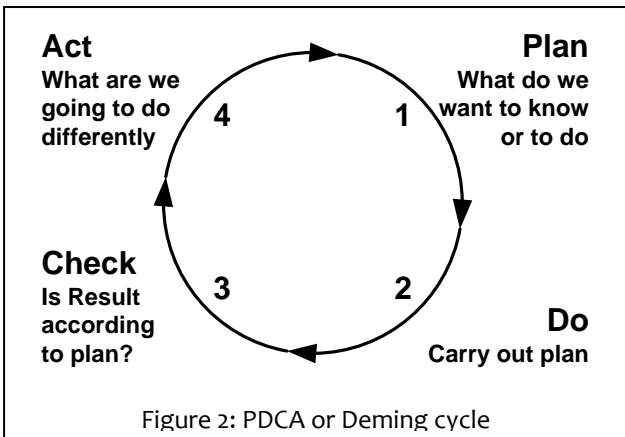 Act
What are we
going to do
differently
4
Plan
What do we
want to know
or to do
1
Check
Is Result
according
to plan?
3
2
Do
Carry out plan
Figure 2: PDCA or Deming cycle